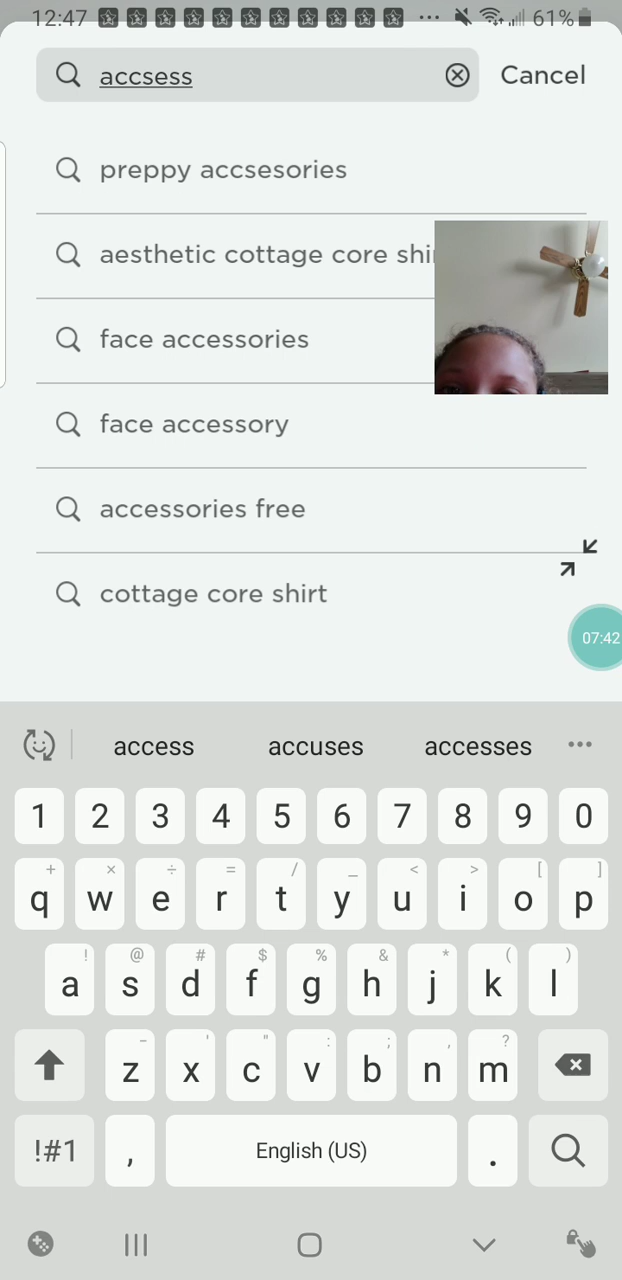 12:47 61%
accsess Cancel
preppy accsesories
aesthetic cottage core
face accessories
face accessory
accessories free
cottage core shirt
07:42
access accuses accesses
1 2 3 4 5 6 7 8 9 0
+ × ÷ = / _ < > [ ]
q w e r t y u i o p
! @ # $ % & * ( )
a s d f g h j k l
- ' " : ; , ?
z x c v b n m
!#1 , English (US) .